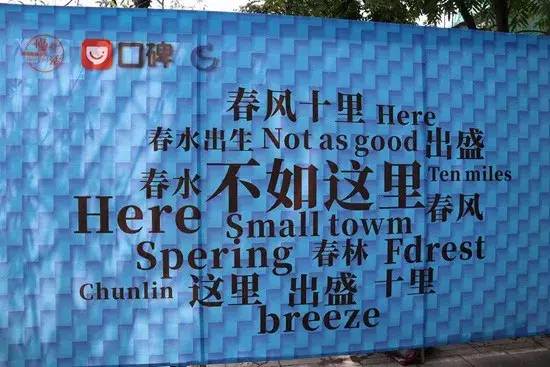 口碑
春风十里 Here
春水出生 Not as good 出盛
春水 不如这里 Ten miles
Here Small towm 春风
Spering 春林 Fdrest
Chunlin 这里 出盛 十里
breeze